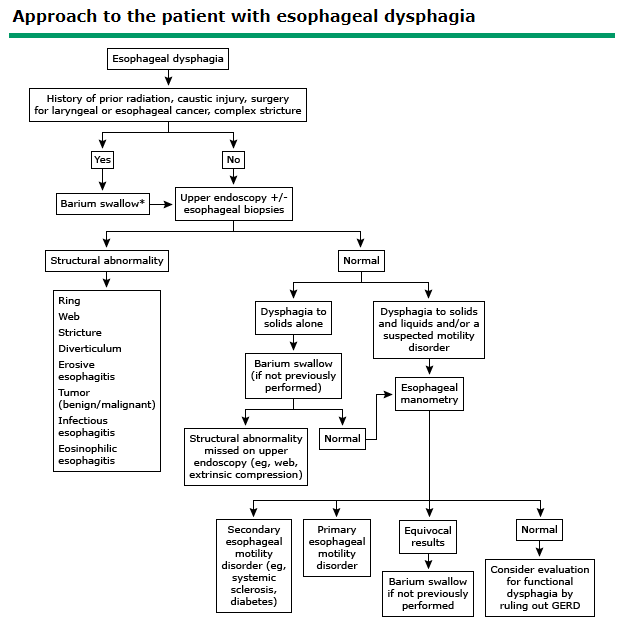 Approach to the patient with esophageal dysphagia
Esophageal dysphagia
History of prior radiation, caustic injury, surgery
for laryngeal or esophageal cancer, complex stricture
Yes
No
Barium swallow*
Upper endoscopy +/-
esophageal biopsies
Structural abnormality
Normal
Ring
Web
Stricture
Diverticulum
Erosive
esophagitis
Tumor
(benign/malignant)
Infectious
esophagitis
Eosinophilic
esophagitis
Dysphagia to
solids alone
Dysphagia to solids
and liquids and/or a
suspected motility
disorder
Barium swallow
(if not previously
performed)
Esophageal
manometry
Structural abnormality
missed on upper
endoscopy (eg, web,
extrinsic compression)
Normal
Secondary
esophageal
motility
disorder (eg,
systemic
sclerosis,
diabetes)
Primary
esophageal
motility
disorder
Equivocal
results
Normal
Barium swallow
if not previously
performed
Consider evaluation
for functional
dysphagia by
ruling out GERD